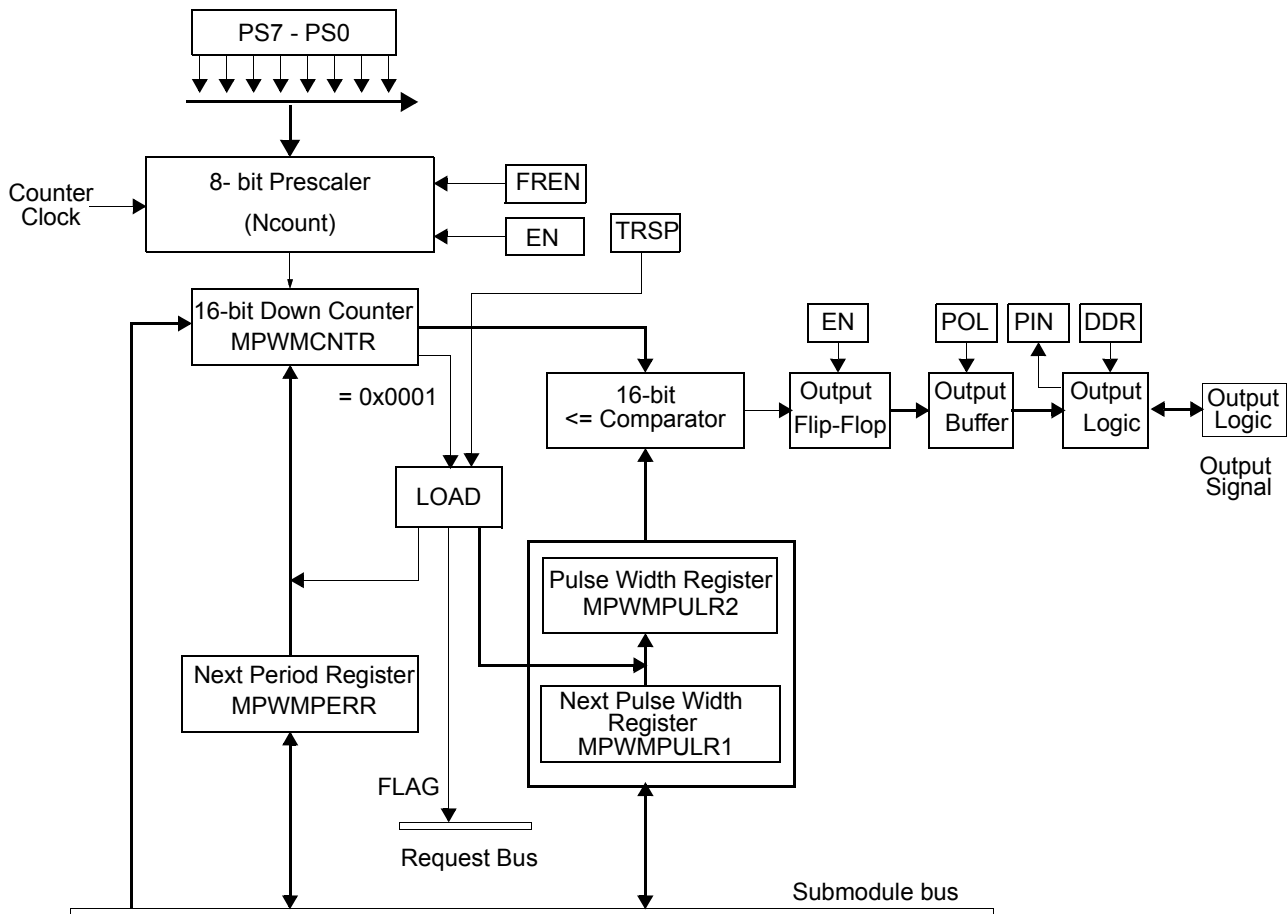 PS7 - PS0
8- bit Prescaler
(Ncount)
Counter
Clock
FREN
EN
TRSP
16-bit Down Counter
MPWMCNTR
= 0x0001
16-bit
<= Comparator
EN
POL
PIN
DDR
Output
Flip-Flop
Output
Buffer
Output
Logic
Output
Logic
Output
Signal
LOAD
Pulse Width Register
MPWMPULR2
Next Period Register
MPWMPERR
Next Pulse Width
Register
MPWMPULR1
FLAG
Request Bus
Submodule bus